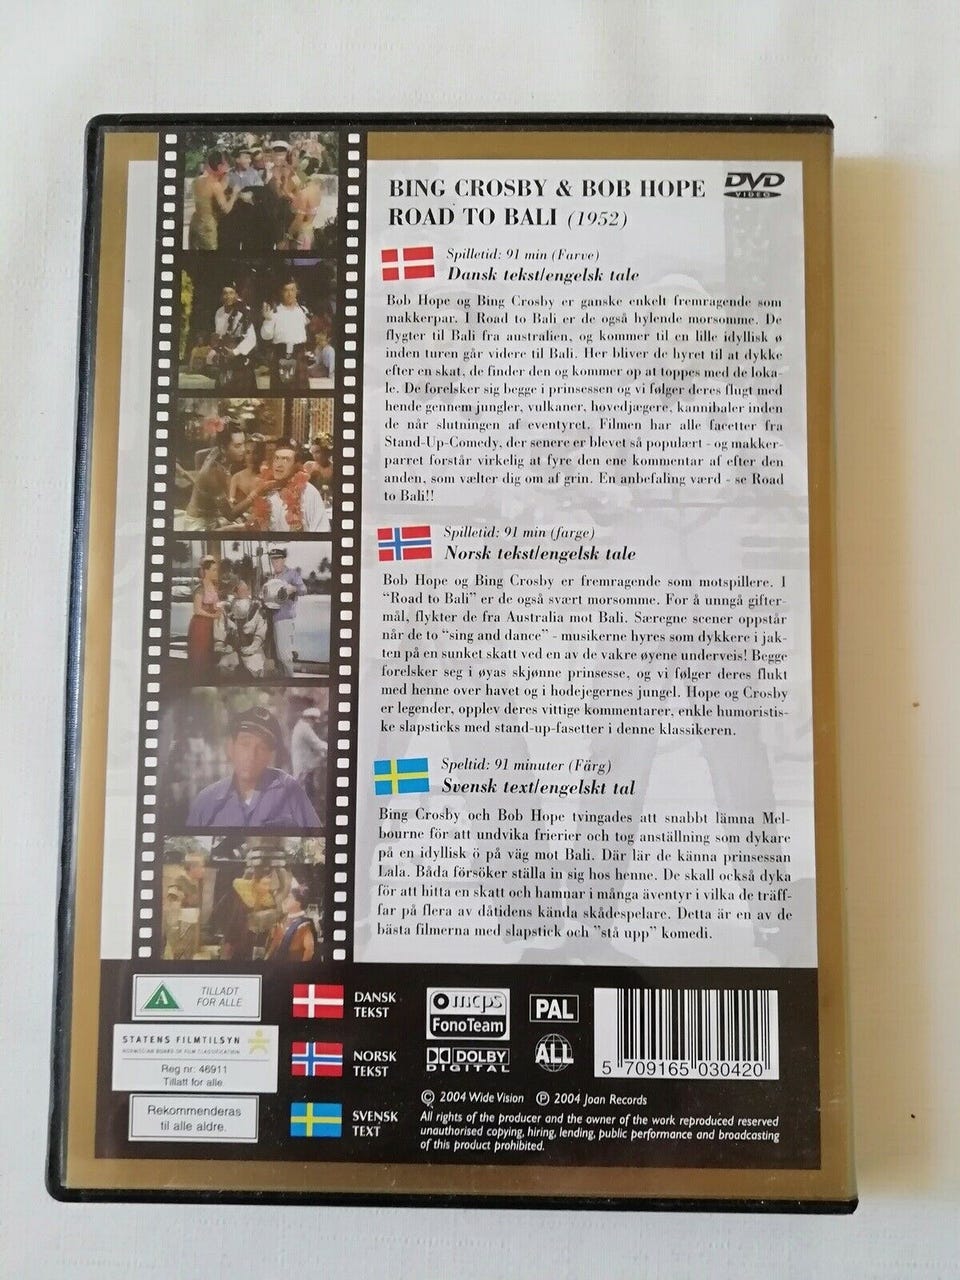 BING CROSBY & BOB HOPE
ROAD TO BALI (1952)
DVD
VIDEO
Spilletid: 91 min (Farve)
Dansk tekst/engelsk tale
Bob Hope og Bing Crosby er ganske enkelt fremragende som
makkerpar. I Road to Bali er de også hylende morsomme. De
flygter til Bali fra australien, og kommer til en lille idyllisk ø
inden turen går videre til Bali. Her bliver de hyret til at dykke
efter en skat, de finder den og kommer op at toppes med de loka-
le. De forelsker sig begge i prinsessen og vi følger deres flugt med
hende gennem jungler, vulkaner, hovedjægere, kannibaler inden
de når slutningen af eventyret. Filmen har alle facetter fra
Stand-Up-Comedy, der senere er blevet så populært - og makker-
parret forstår virkelig at fyre den ene kommentar af efter den
anden, som vælter dig om af grin. En anbefaling værd - se Road
to Bali!!
Spilletid: 91 min (farge)
Norsk tekst/engelsk tale
Bob Hope og Bing Crosby er fremragende som motspillere. I
“Road to Bali” er de også svært morsomme. For å unngå gifter-
mål, flykter de fra Australia mot Bali. Særegne scener oppstår
når de to “sing and dance” - musikerne hyres som dykkere i jak-
ten på en sunket skatt ved en av de vakre øyene underveis! Begge
forelsker seg i øyas skjønne prinsesse, og vi følger deres flukt
med henne over havet og i hodejegernes jungel. Hope og Crosby
er legender, opplev deres vittige kommentarer, enkle humoristis-
ke slapsticks med stand-up-fasetter i denne klassikeren.
Speltid: 91 minuter (Färg)
Svensk text/engelskt tal
Bing Crosby och Bob Hope tvingades att snabbt lämna Mel-
bourne för att undvika frierier och tog anställning som dykare
på en idyllisk ö på väg mot Bali. Där lär de känna prinsessan
Lala. Båda försöker ställa in sig hos henne. De skall också dyka
för att hitta en skatt och hamnar i många äventyr i vilka de träff-
far på flera av dåtidens kända skådespelare. Detta är en av de
bästa filmerna med slapstick och ”stå upp” komedi.
A
TILLADT
FOR ALLE
STATENS FILMTILSYN
NORWEGIAN BOARD OF FILM CLASSIFICATION
Reg nr: 46911
Tillatt for alle
Rekommenderas
til alle aldre.
DANSK
TEKST
NORSK
TEKST
SVENSK
TEXT
mcps
FonoTeam
DOLBY
DIGITAL
PAL
ALL
5 709165 030420
© 2004 Wide Vision ℗ 2004 Joan Records
All rights of the producer and the owner of the work reproduced reserved
unauthorised copying, hiring, lending, public performance and broadcasting
of this product prohibited.